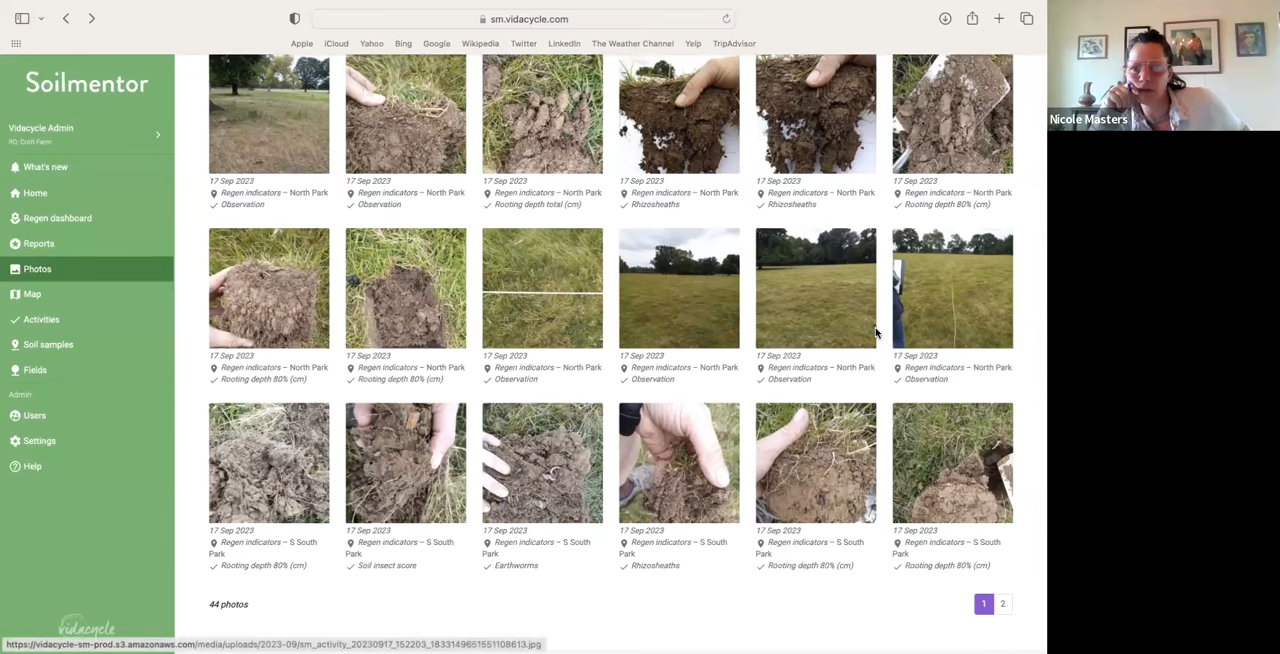 sm.vidacycle.com
Apple iCloud Yahoo Bing Google Wikipedia Twitter LinkedIn The Weather Channel Yelp TripAdvisor
Nicole Masters
Soilmentor
Vidacycle Admin
What's new
Home
Regen dashboard
Reports
Photos
Map
Activities
Soil samples
Fields
Admin
Users
Settings
Help
vidacycle
17 Sep 2023 17 Sep 2023 17 Sep 2023 17 Sep 2023 17 Sep 2023 17 Sep 2023
Regen indicators – North Park Regen indicators – North Park Regen indicators – North Park Regen indicators – North Park Regen indicators – North Park Regen indicators – North Park
Observation Observation Rooting depth total (cm) Rhizosheaths Rhizosheaths Rooting depth 80% (cm)
17 Sep 2023 17 Sep 2023 17 Sep 2023 17 Sep 2023 17 Sep 2023 17 Sep 2023
Regen indicators – North Park Regen indicators – North Park Regen indicators – North Park Regen indicators – North Park Regen indicators – North Park Regen indicators – North Park
Rooting depth 80% (cm) Rooting depth 80% (cm) Observation Observation Observation Observation
17 Sep 2023 17 Sep 2023 17 Sep 2023 17 Sep 2023 17 Sep 2023 17 Sep 2023
Regen indicators – S South Regen indicators – S South Regen indicators – S South Regen indicators – S South Regen indicators – S South Regen indicators – S South
Park Park Park Park Park Park
Rooting depth 80% (cm) Soil insect score Earthworms Rhizosheaths Rooting depth 80% (cm) Rooting depth 80% (cm)
44 photos 1 2
https://vidacycle-sm-prod.s3.amazonaws.com/media/uploads/2023-09/sm_activity_20230917_152203_1833149651551108613.jpg